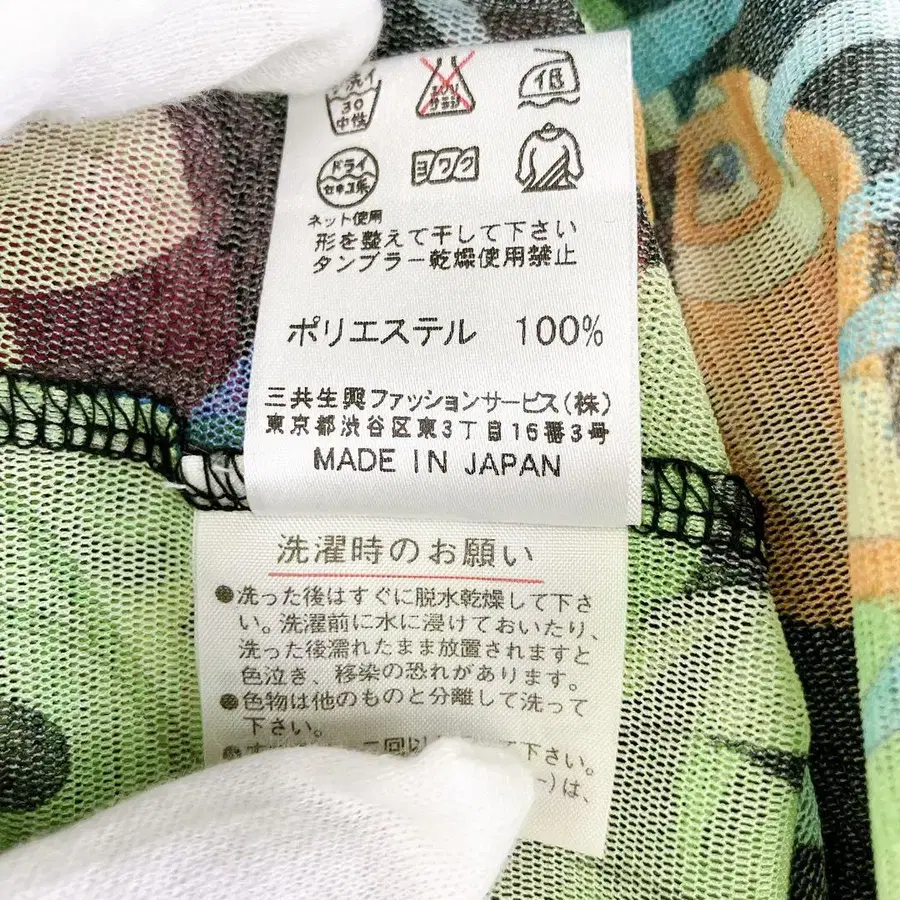 手洗イ
30
中性
エンソ
サラシ
低
ドライ
セキユ系
ヨワク
ネット使用
形を整えて干して下さい
タンブラー乾燥使用禁止
ポリエステル 100%
三共生興ファッションサービス(株)
東京都渋谷区東3丁目16番3号
MADE IN JAPAN
洗濯時のお願い
●洗った後はすぐに脱水乾燥して下さ
い。洗濯前に水に浸けておいたり、
洗った後濡れたまま放置されますと
色泣き、移染の恐れがあります。
●色物は他のものと分離して洗って
下さい。
二回以 て下さい。
ー)は、